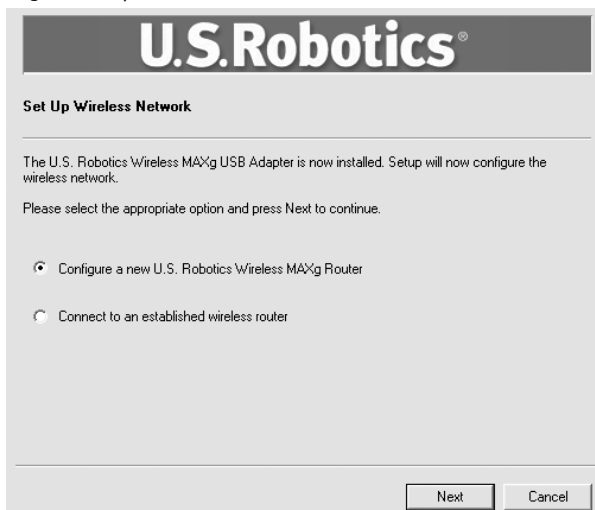 U.S.Robotics®
Set Up Wireless Network
The U.S. Robotics Wireless MAXg USB Adapter is now installed. Setup will now configure the
wireless network.
Please select the appropriate option and press Next to continue.
Configure a new U.S. Robotics Wireless MAXg Router
Connect to an established wireless router
Next Cancel